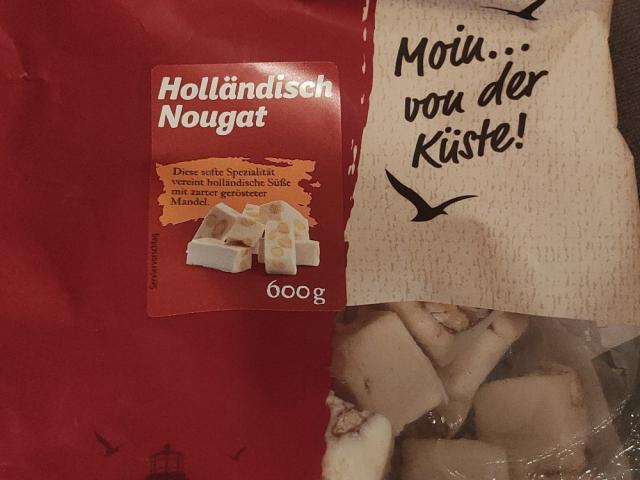 Holländisch
Nougat
Diese softe Spezialität
vereint holländische Süße
mit zarter gerösteter
Mandel.
Serviervorschlag
600g
Moin...
von der
Küste!